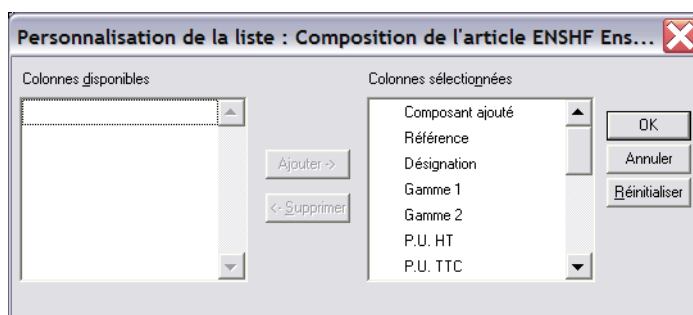 Personnalisation de la liste : Composition de l'article ENSHF Ens...
Colonnes disponibles
Colonnes sélectionnées
Composant ajouté
Référence
Désignation
Gamme 1
Gamme 2
P.U. HT
P.U. TTC
Ajouter ->
<- Supprimer
OK
Annuler
Réinitialiser